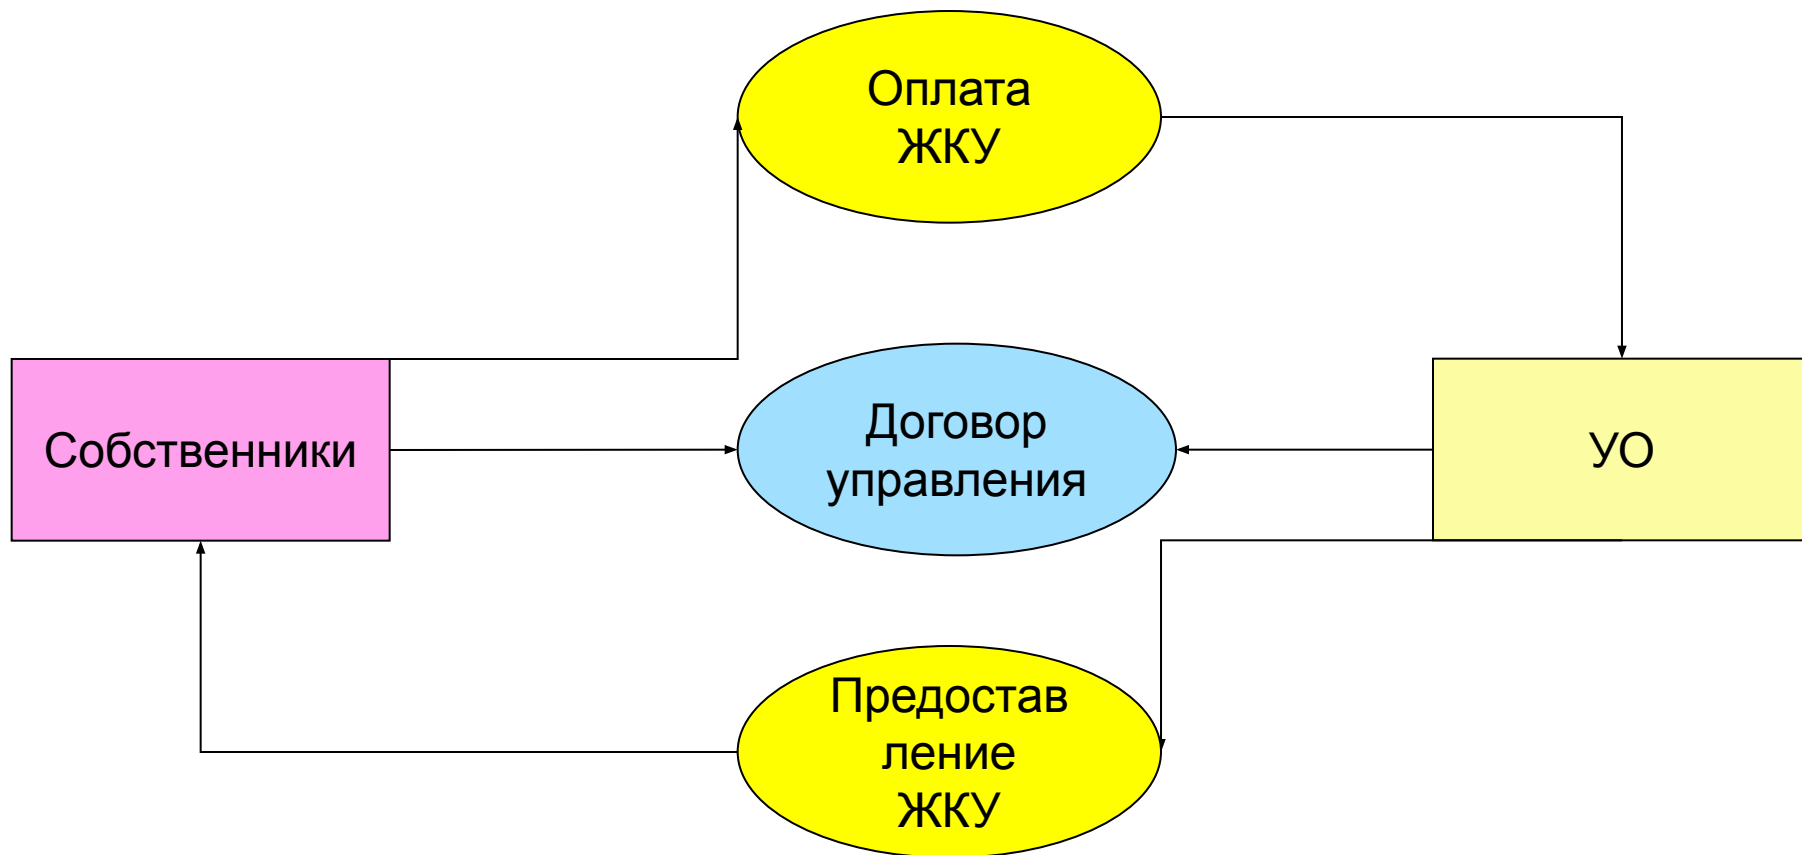 Оплата
ЖКУ
Собственники
Договор
управления
УО
Предостав
ление
ЖКУ